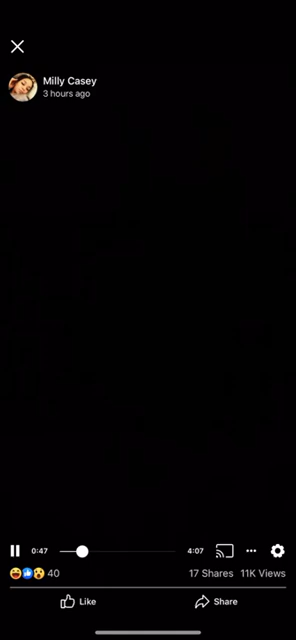 Milly Casey
3 hours ago
0:47
4:07
40
17 Shares 11K Views
Like
Share